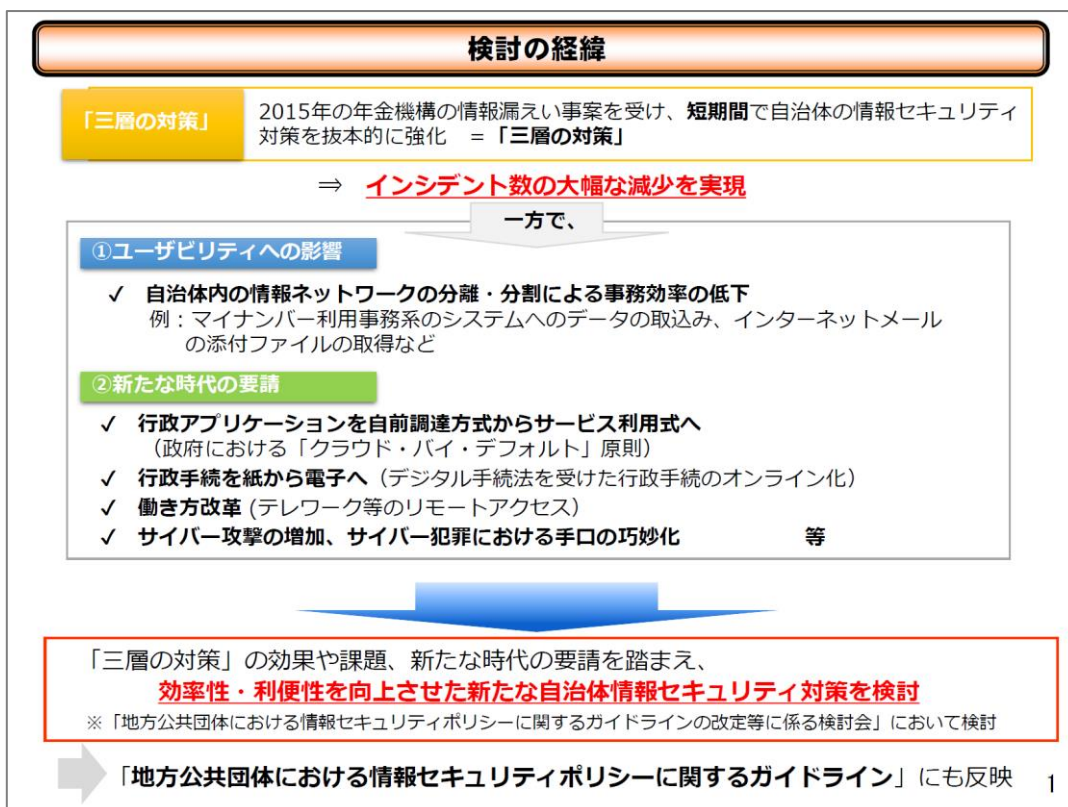 検討の経緯
「三層の対策」
2015年の年金機構の情報漏えい事案を受け、短期間で自治体の情報セキュリティ
対策を抜本的に強化 =「三層の対策」
⇒ インシデント数の大幅な減少を実現
一方で、
①ユーザビリティへの影響
✓ 自治体内の情報ネットワークの分離・分割による事務効率の低下
例：マイナンバー利用事務系のシステムへのデータの取込み、インターネットメール
の添付ファイルの取得など
②新たな時代の要請
✓ 行政アプリケーションを自前調達方式からサービス利用式へ
（政府における「クラウド・バイ・デフォルト」原則）
✓ 行政手続を紙から電子へ（デジタル手続法を受けた行政手続のオンライン化）
✓ 働き方改革 (テレワーク等のリモートアクセス）
✓ サイバー攻撃の増加、サイバー犯罪における手口の巧妙化 等
「三層の対策」の効果や課題、新たな時代の要請を踏まえ、
効率性・利便性を向上させた新たな自治体情報セキュリティ対策を検討
※「地方公共団体における情報セキュリティポリシーに関するガイドラインの改定等に係る検討会」において検討
「地方公共団体における情報セキュリティポリシーに関するガイドライン」にも反映
1